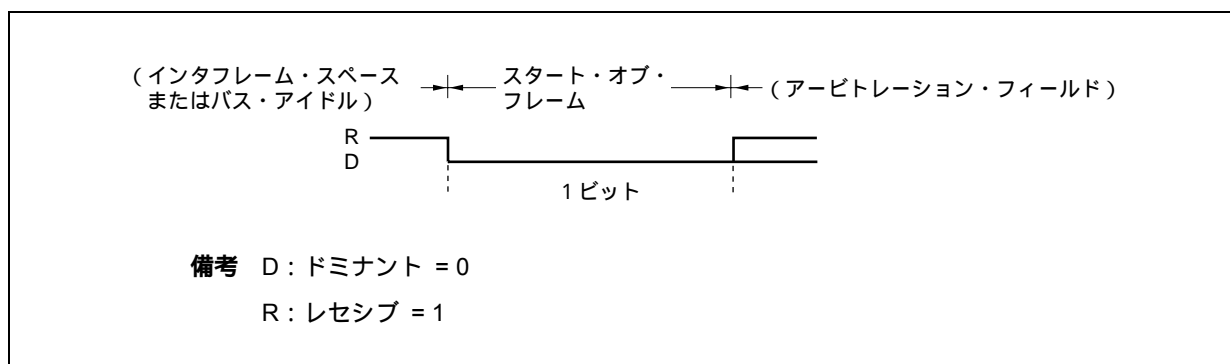 (インタフレーム・スペース
またはバス・アイドル)
スタート・オブ・
フレーム
(アービトレーション・フィールド)
R
D
1 ビット
備考 D:ドミナント = 0
R:レセシブ = 1